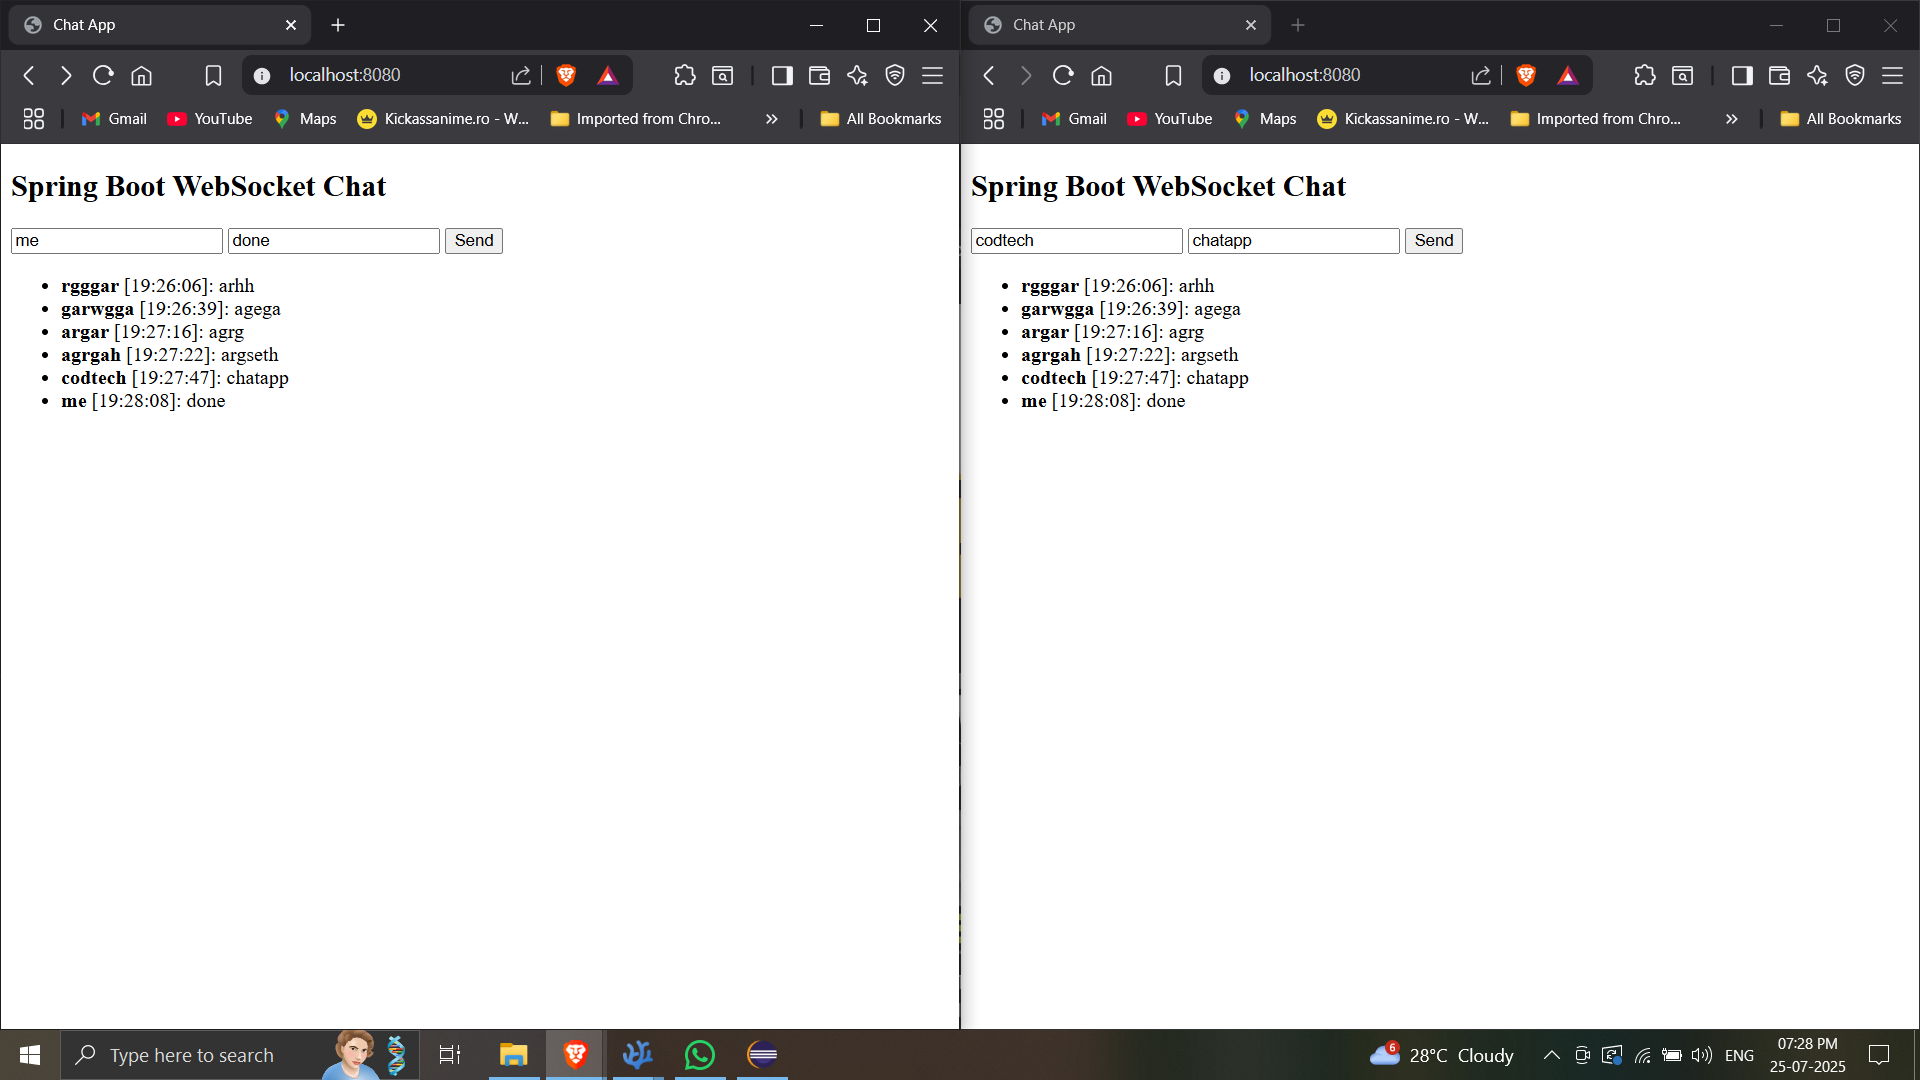 Chat App
localhost:8080
Gmail YouTube Maps Kickassanime.ro - W... Imported from Chro... » All Bookmarks
Spring Boot WebSocket Chat
me done Send
rgggar [19:26:06]: arhh
garwgga [19:26:39]: agega
argar [19:27:16]: agrg
agrgah [19:27:22]: argseth
codtech [19:27:47]: chatapp
me [19:28:08]: done
Chat App
localhost:8080
Gmail YouTube Maps Kickassanime.ro - W... Imported from Chro... » All Bookmarks
Spring Boot WebSocket Chat
codtech chatapp Send
rgggar [19:26:06]: arhh
garwgga [19:26:39]: agega
argar [19:27:16]: agrg
agrgah [19:27:22]: argseth
codtech [19:27:47]: chatapp
me [19:28:08]: done
Type here to search
6
28°C Cloudy
ENG
07:28 PM
25-07-2025